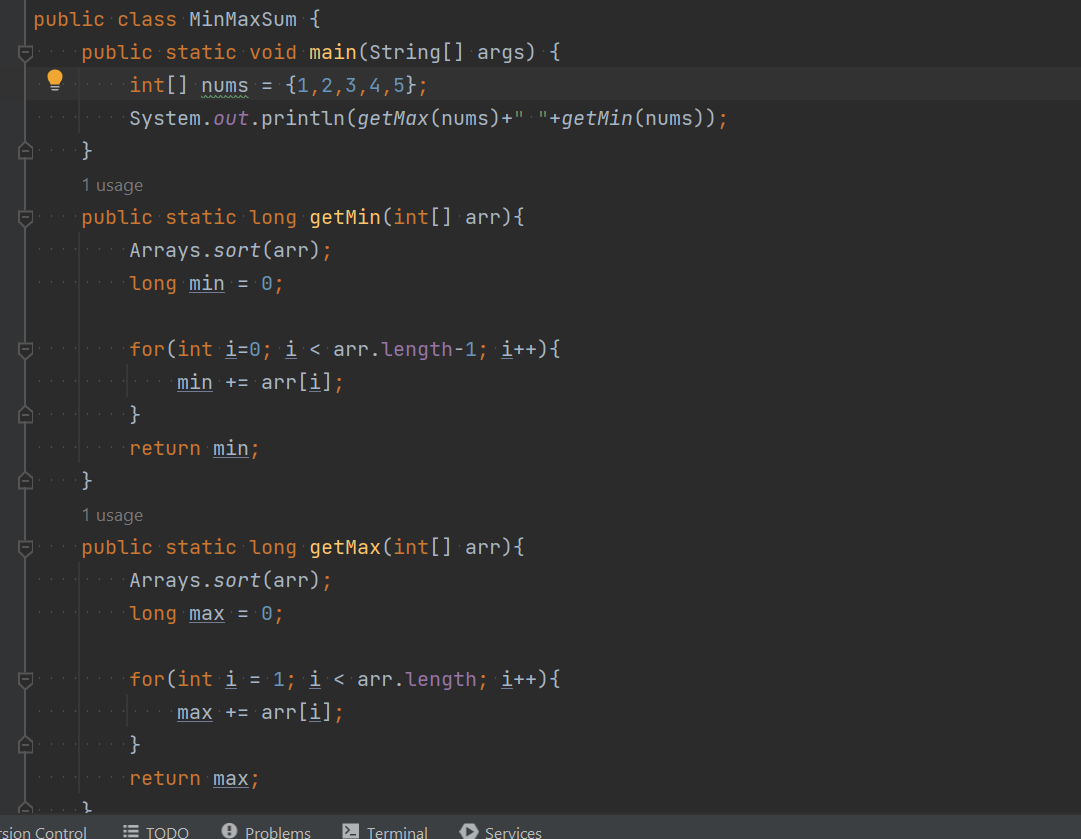 public class MinMaxSum {
public static void main(String[] args) {
int[] nums = {1,2,3,4,5};
System.out.println(getMax(nums)+" "+getMin(nums));
}
1 usage
public static long getMin(int[] arr){
Arrays.sort(arr);
long min = 0;
for(int i=0; i < arr.length-1; i++){
min += arr[i];
}
return min;
}
1 usage
public static long getMax(int[] arr){
Arrays.sort(arr);
long max = 0;
for(int i = 1; i < arr.length; i++){
max += arr[i];
}
return max;
}
rsion Control TODO Problems Terminal Services